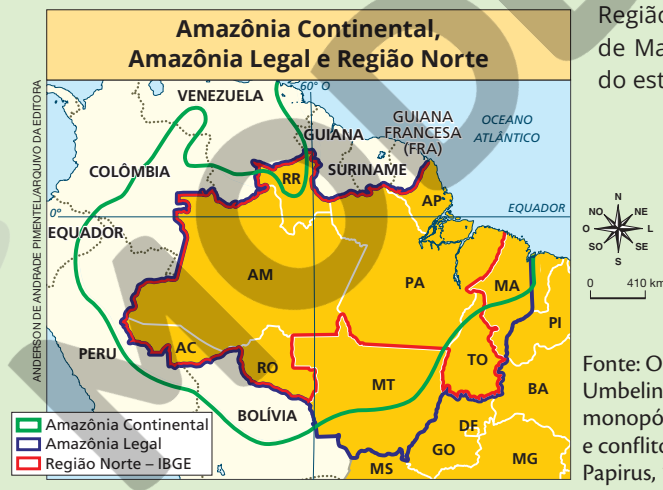 Amazônia Continental,
Amazônia Legal e Região Norte
ANDERSON DE ANDRADE PIMENTEL/ARQUIVO DA EDITORA
VENEZUELA
60° O
GUIANA
GUIANA
FRANCESA
(FRA)
OCEANO
ATLÂNTICO
COLÔMBIA
RR
SURINAME
AP
0°
EQUADOR
EQUADOR
AM
PA
MA
PI
PERU
AC
RO
MT
TO
BA
BOLÍVIA
DF
GO
MG
MS
Amazônia Continental
Amazônia Legal
Região Norte – IBGE
N
NO
NE
O
L
SO
SE
S
0
410 km
Região
de Ma
do est
Fonte: O
Umbelin
monopó
e conflito
Papirus,
MOD